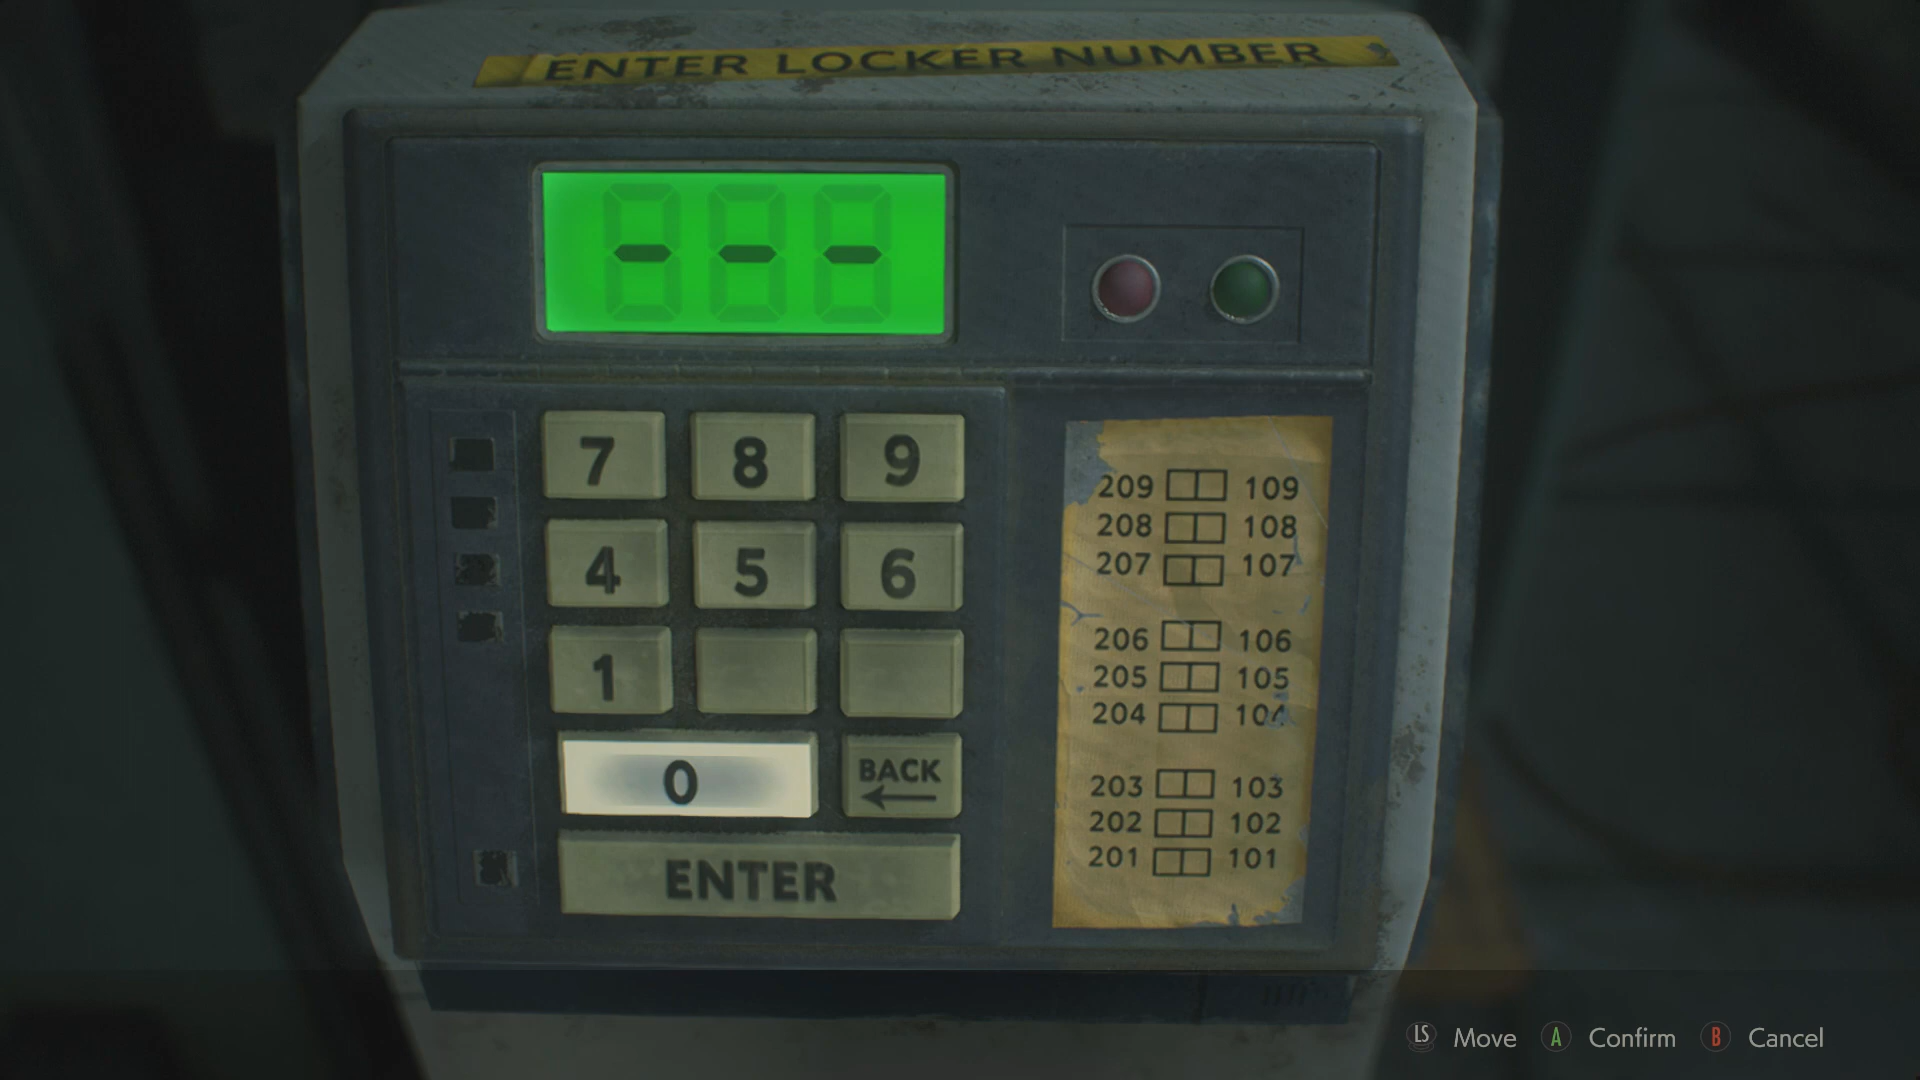 ENTER LOCKER NUMBER
- - -
7 8 9
4 5 6
1
0 BACK
ENTER
209 109
208 108
207 107
206 106
205 105
204 104
203 103
202 102
201 101
LS Move A Confirm B Cancel